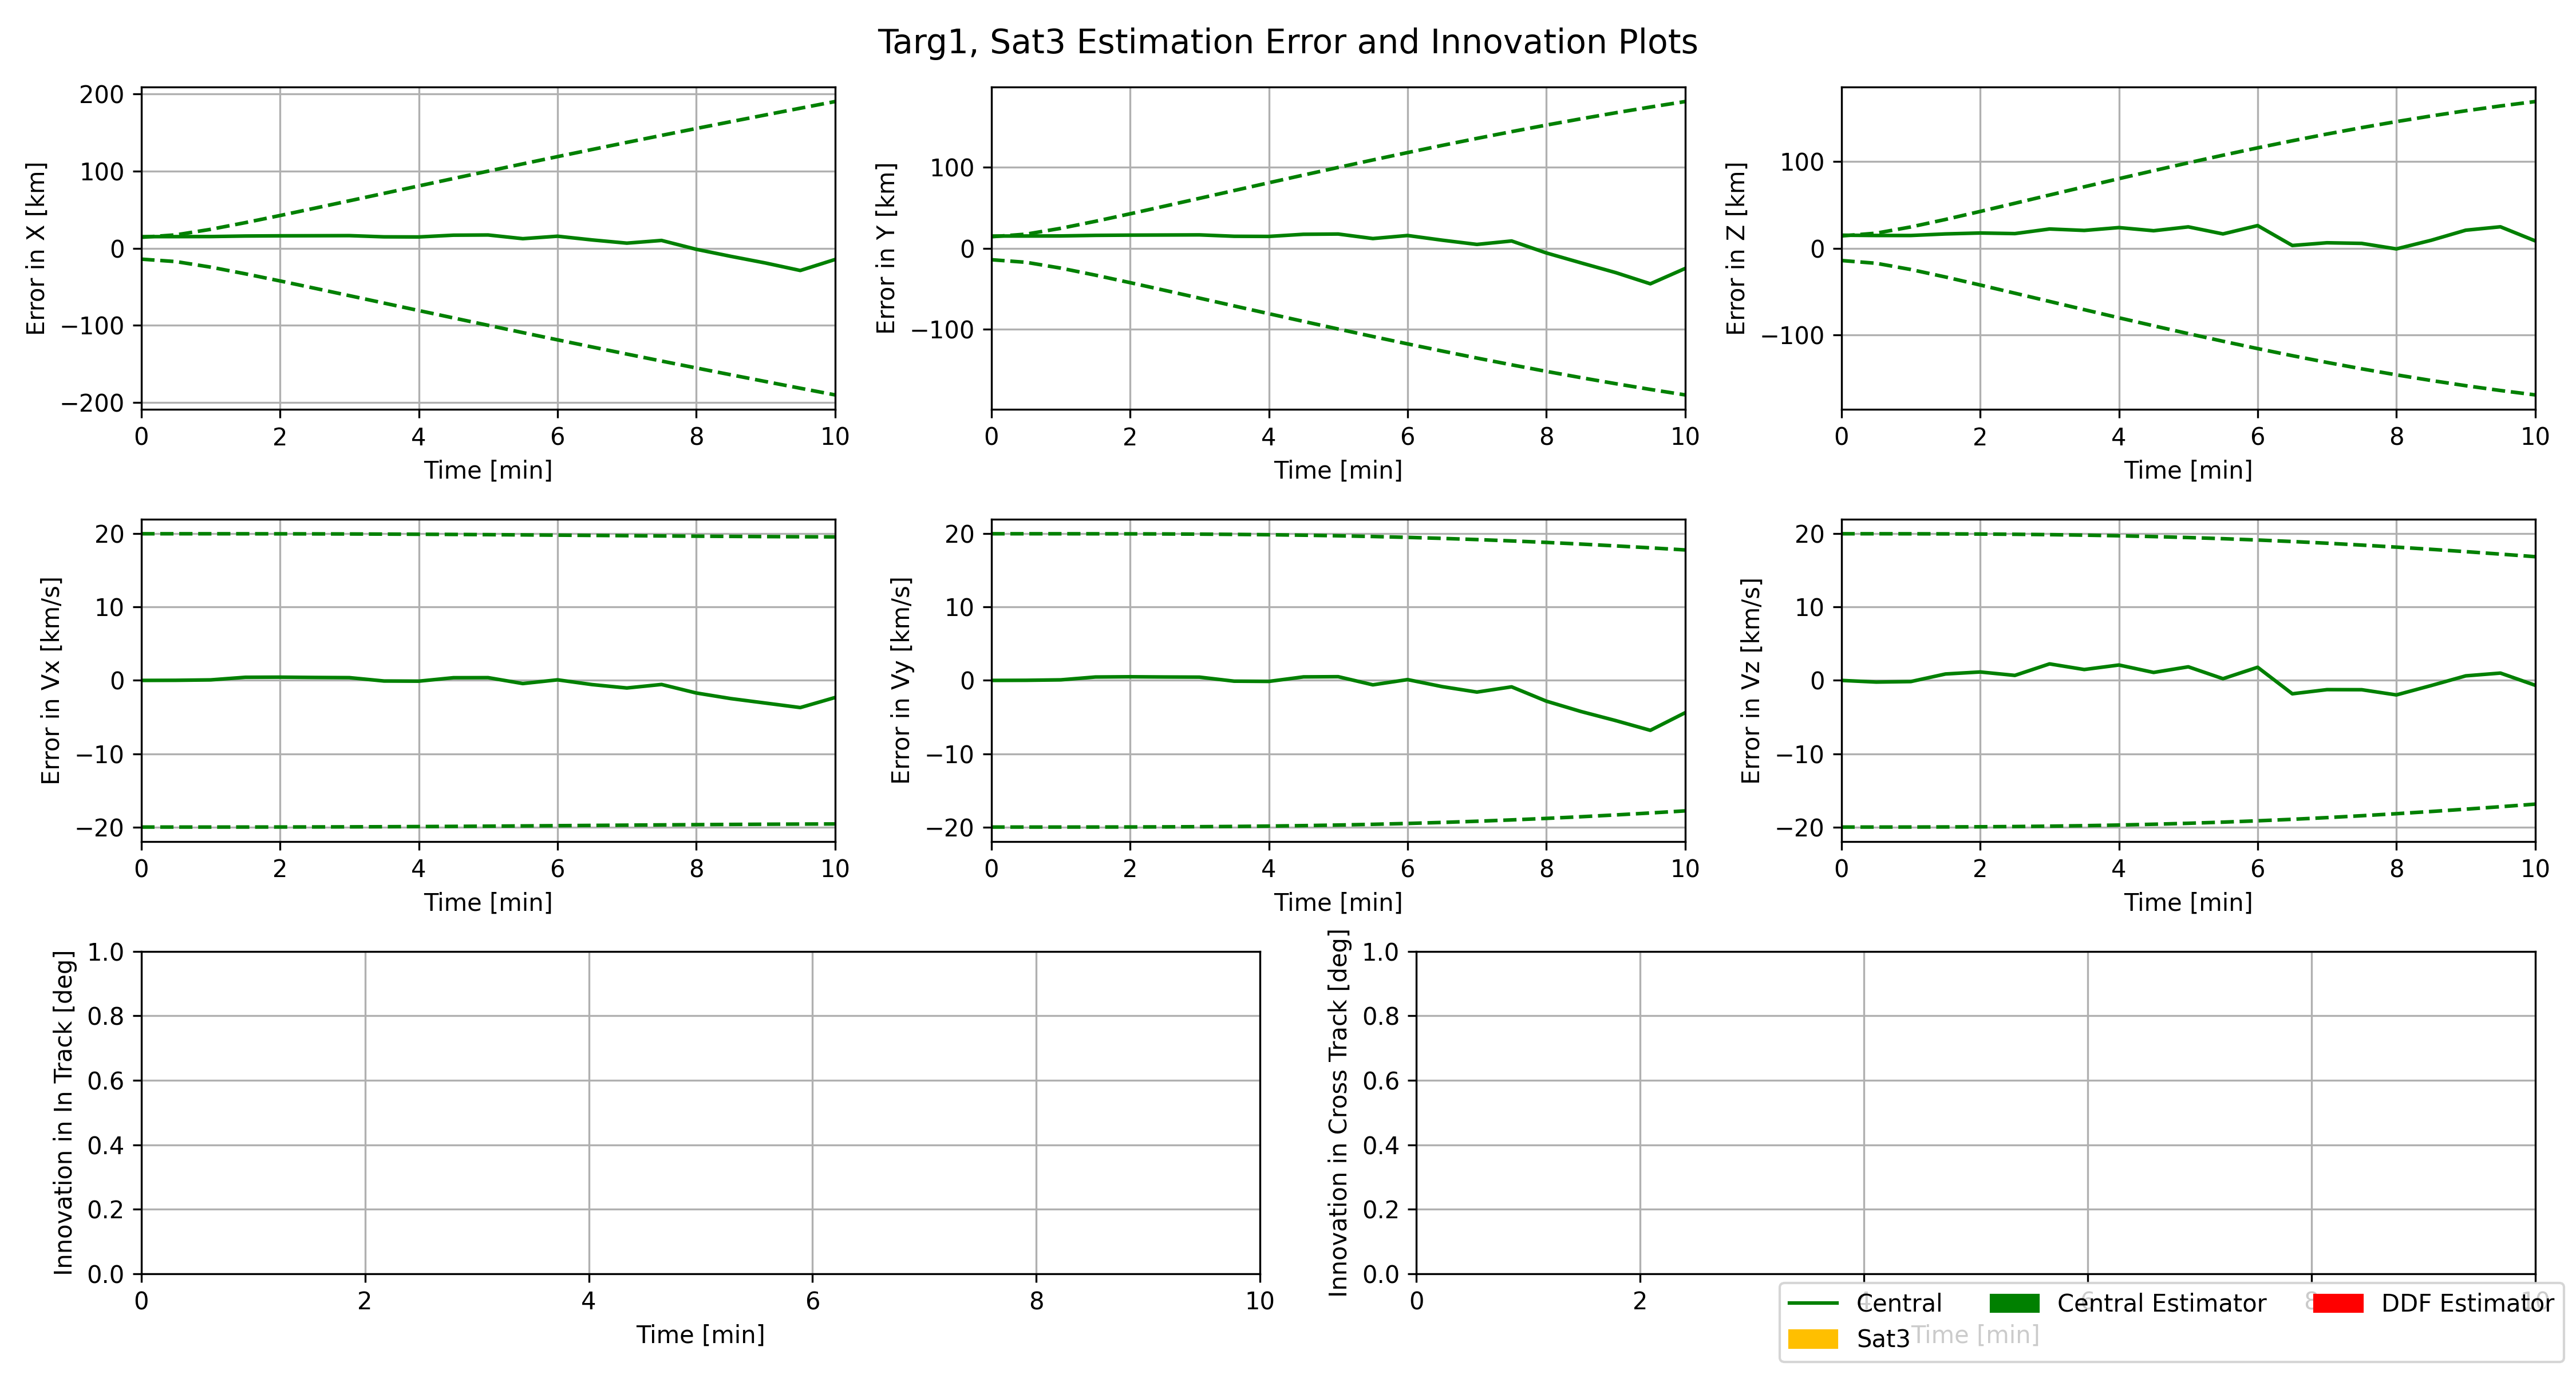 Targ1, Sat3 Estimation Error and Innovation Plots
Error in X [km]
200
100
0
−100
−200
0 2 4 6 8 10
Time [min]
Error in Y [km]
100
0
−100
0 2 4 6 8 10
Time [min]
Error in Z [km]
100
0
−100
0 2 4 6 8 10
Time [min]
Error in Vx [km/s]
20
10
0
−10
−20
0 2 4 6 8 10
Time [min]
Error in Vy [km/s]
20
10
0
−10
−20
0 2 4 6 8 10
Time [min]
Error in Vz [km/s]
20
10
0
−10
−20
0 2 4 6 8 10
Time [min]
Innovation in In Track [deg]
1.0
0.8
0.6
0.4
0.2
0.0
0 2 4 6 8 10
Time [min]
Innovation in Cross Track [deg]
1.0
0.8
0.6
0.4
0.2
0.0
0 2 4 6 8 10
Time [min]
Central
Sat3
Central Estimator
DDF Estimator